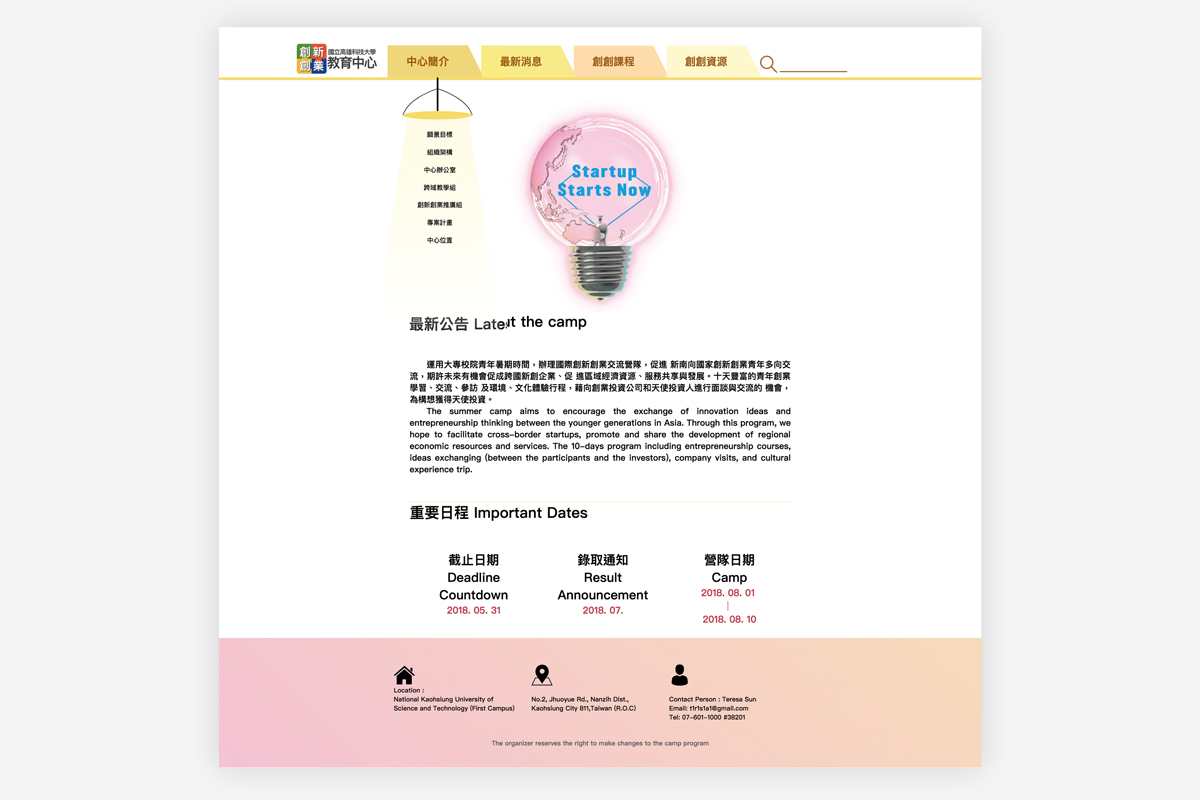 創新
創業
國立高雄科技大學
教育中心
中心簡介
最新消息
創創課程
創創資源
願景目標
組織架構
中心辦公室
跨域教學組
創新創業推廣組
專業計畫
中心位置
Startup
Starts Now
最新公告 Late
ut the camp
運用大專校院青年暑期時間，辦理國際創新創業交流營隊，促進 新南向國家創新創業青年多向交
流，期許未來有機會促成跨國新創企業、促 進區域經濟資源、服務共享與發展。十天豐富的青年創業
學習、交流、參訪 及環境、文化體驗行程，藉向創業投資公司和天使投資人進行面談與交流的 機會，
為構想獲得天使投資。
The summer camp aims to encourage the exchange of innovation ideas and
entrepreneurship thinking between the younger generations in Asia. Through this program, we
hope to facilitate cross-border startups, promote and share the development of regional
economic resources and services. The 10-days program including entrepreneurship courses,
ideas exchanging (between the participants and the investors), company visits, and cultural
experience trip.
重要日程 Important Dates
截止日期
Deadline
Countdown
2018. 05. 31
錄取通知
Result
Announcement
2018. 07.
營隊日期
Camp
2018. 08. 01
|
2018. 08. 10
Location :
National Kaohsiung University of
Science and Technology (First Campus)
No.2, Jhuoyue Rd., Nanzih Dist.,
Kaohsiung City 811,Taiwan (R.O.C)
Contact Person : Teresa Sun
Email: t1r1s1a1@gmail.com
Tel: 07-601-1000 #38201
The organizer reserves the right to make changes to the camp program